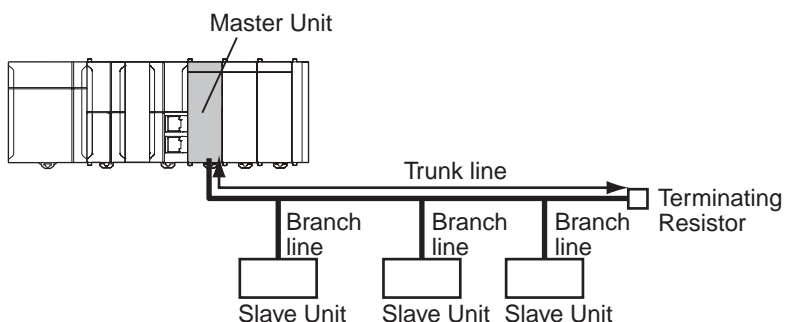 Master Unit
Trunk line
Terminating
Resistor
Branch
line
Branch
line
Branch
line
Slave Unit
Slave Unit
Slave Unit